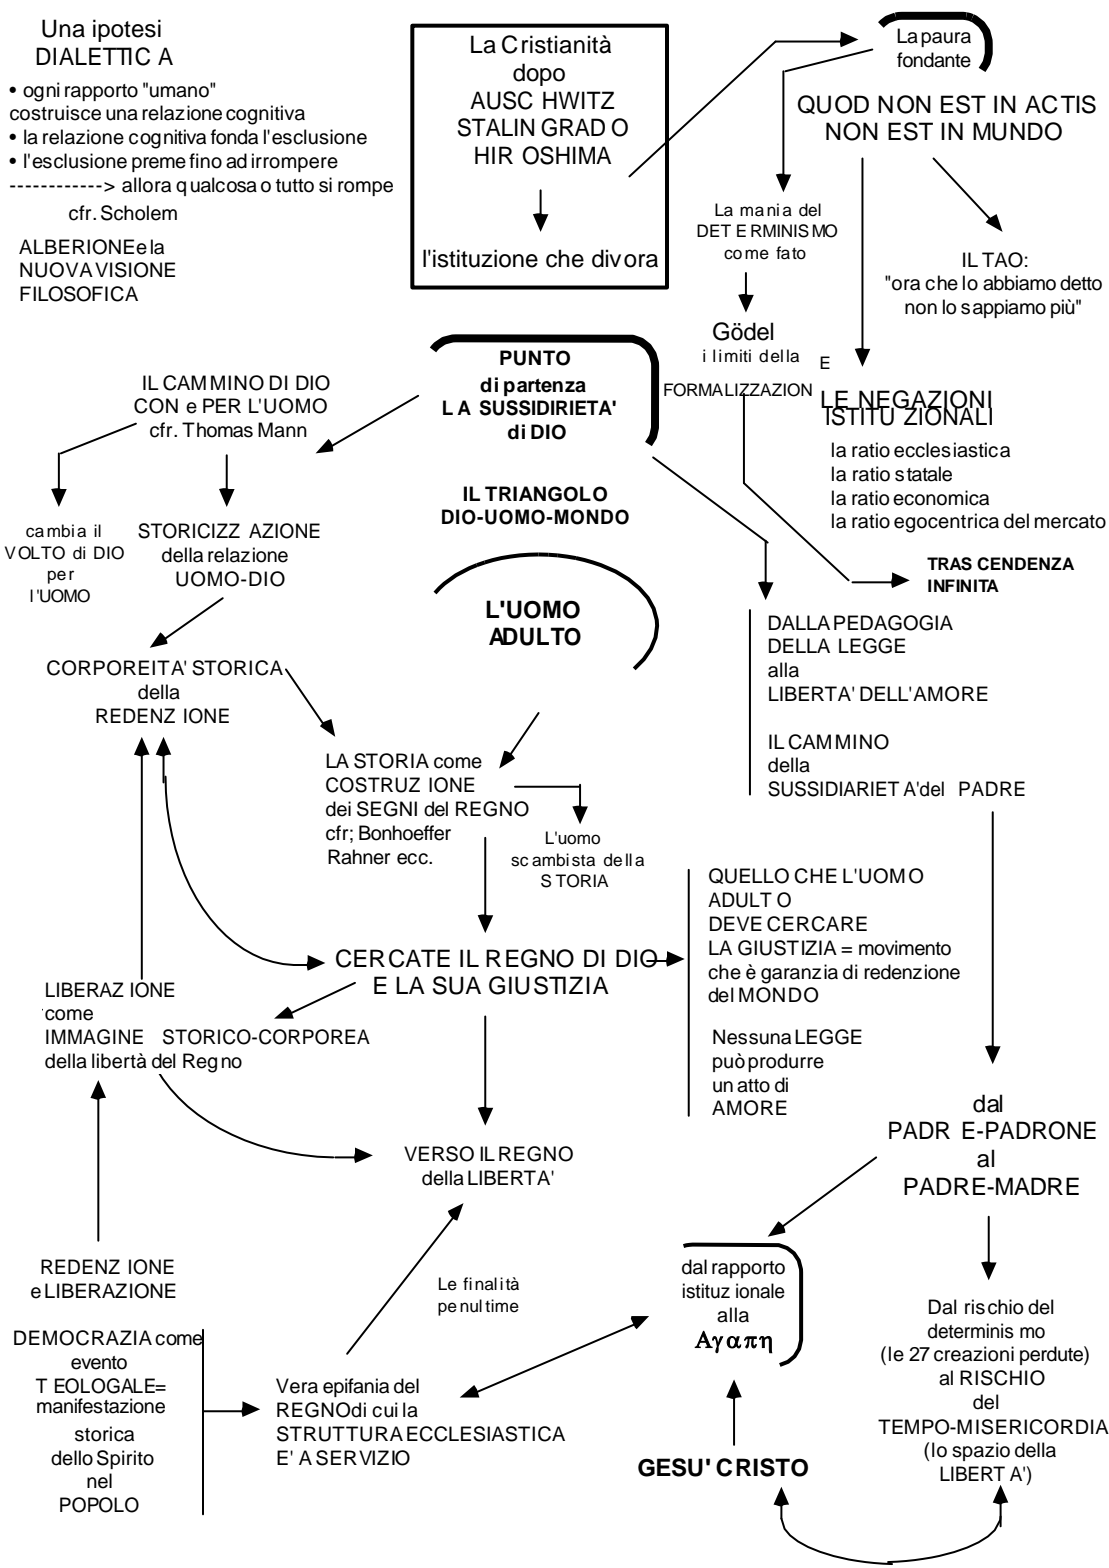 Una ipotesi
DIALETTICA
• ogni rapporto "umano"
costruisce una relazione cognitiva
• la relazione cognitiva fonda l'esclusione
• l'esclusione preme fino ad irrompere
------------> allora qualcosa o tutto si rompe
cfr. Scholem
ALBERIONE e la
NUOVA VISIONE
FILOSOFICA
La Cristianità
dopo
AUSCHWITZ
STALINGRADO
HIROSHIMA
l'istituzione che divora
La paura
fondante
QUOD NON EST IN ACTIS
NON EST IN MUNDO
La mania del
DETERMINISMO
come fato
IL TAO:
"ora che lo abbiamo detto
non lo sappiamo più"
Gödel
i limiti della
FORMALIZZAZION
E
LE NEGAZIONI
ISTITUZIONALI
la ratio ecclesiastica
la ratio statale
la ratio economica
la ratio egocentrica del mercato
TRASCENDENZA
INFINITA
PUNTO
di partenza
LA SUSSIDIRIETA'
di DIO
IL CAMMINO DI DIO
CON e PER L'UOMO
cfr. Thomas Mann
cambia il
VOLTO di DIO
per
l'UOMO
STORICIZZAZIONE
della relazione
UOMO-DIO
IL TRIANGOLO
DIO-UOMO-MONDO
L'UOMO
ADULTO
DALLA PEDAGOGIA
DELLA LEGGE
alla
LIBERTA' DELL'AMORE
IL CAMMINO
della
SUSSIDIARIETA' del PADRE
CORPOREITA' STORICA
della
REDENZIONE
LA STORIA come
COSTRUZIONE
dei SEGNI del REGNO
cfr; Bonhoeffer
Rahner ecc.
L'uomo
scambista della
STORIA
CERCATE IL REGNO DI DIO
E LA SUA GIUSTIZIA
QUELLO CHE L'UOMO
ADULTO
DEVE CERCARE
LA GIUSTIZIA = movimento
che è garanzia di redenzione
del MONDO
Nessuna LEGGE
può produrre
un atto di
AMORE
LIBERAZIONE
come
IMMAGINE STORICO-CORPOREA
della libertà del Regno
VERSO IL REGNO
della LIBERTA'
dal
PADRE-PADRONE
al
PADRE-MADRE
REDENZIONE
e LIBERAZIONE
Le finalità
penultime
dal rapporto
istituzionale
alla
Αγαπη
Dal rischio del
determinismo
(le 27 creazioni perdute)
al RISCHIO
del
TEMPO-MISERICORDIA
(lo spazio della
LIBERTA')
DEMOCRAZIA come
evento
TEOLOGALE=
manifestazione
storica
dello Spirito
nel
POPOLO
Vera epifania del
REGNO di cui la
STRUTTURA ECCLESIASTICA
E' A SERVIZIO
GESU' CRISTO